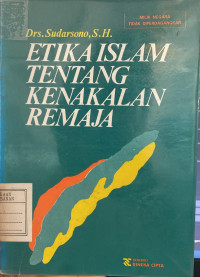 Drs. Sudarsono, S.H.
ETIKA ISLAM
TENTANG
KENAKALAN
REMAJA
RINEKA CIPTA